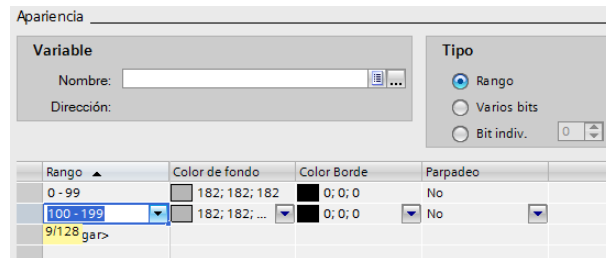 Apariencia
Variable
Nombre:
...
Dirección:
Tipo
Rango
Varios bits
Bit indiv.
0
Rango Color de fondo Color Borde Parpadeo
0 - 99 182; 182; 182 0; 0; 0 No
100 - 199 182; 182; ... 0; 0; 0 No
9/128 gar>